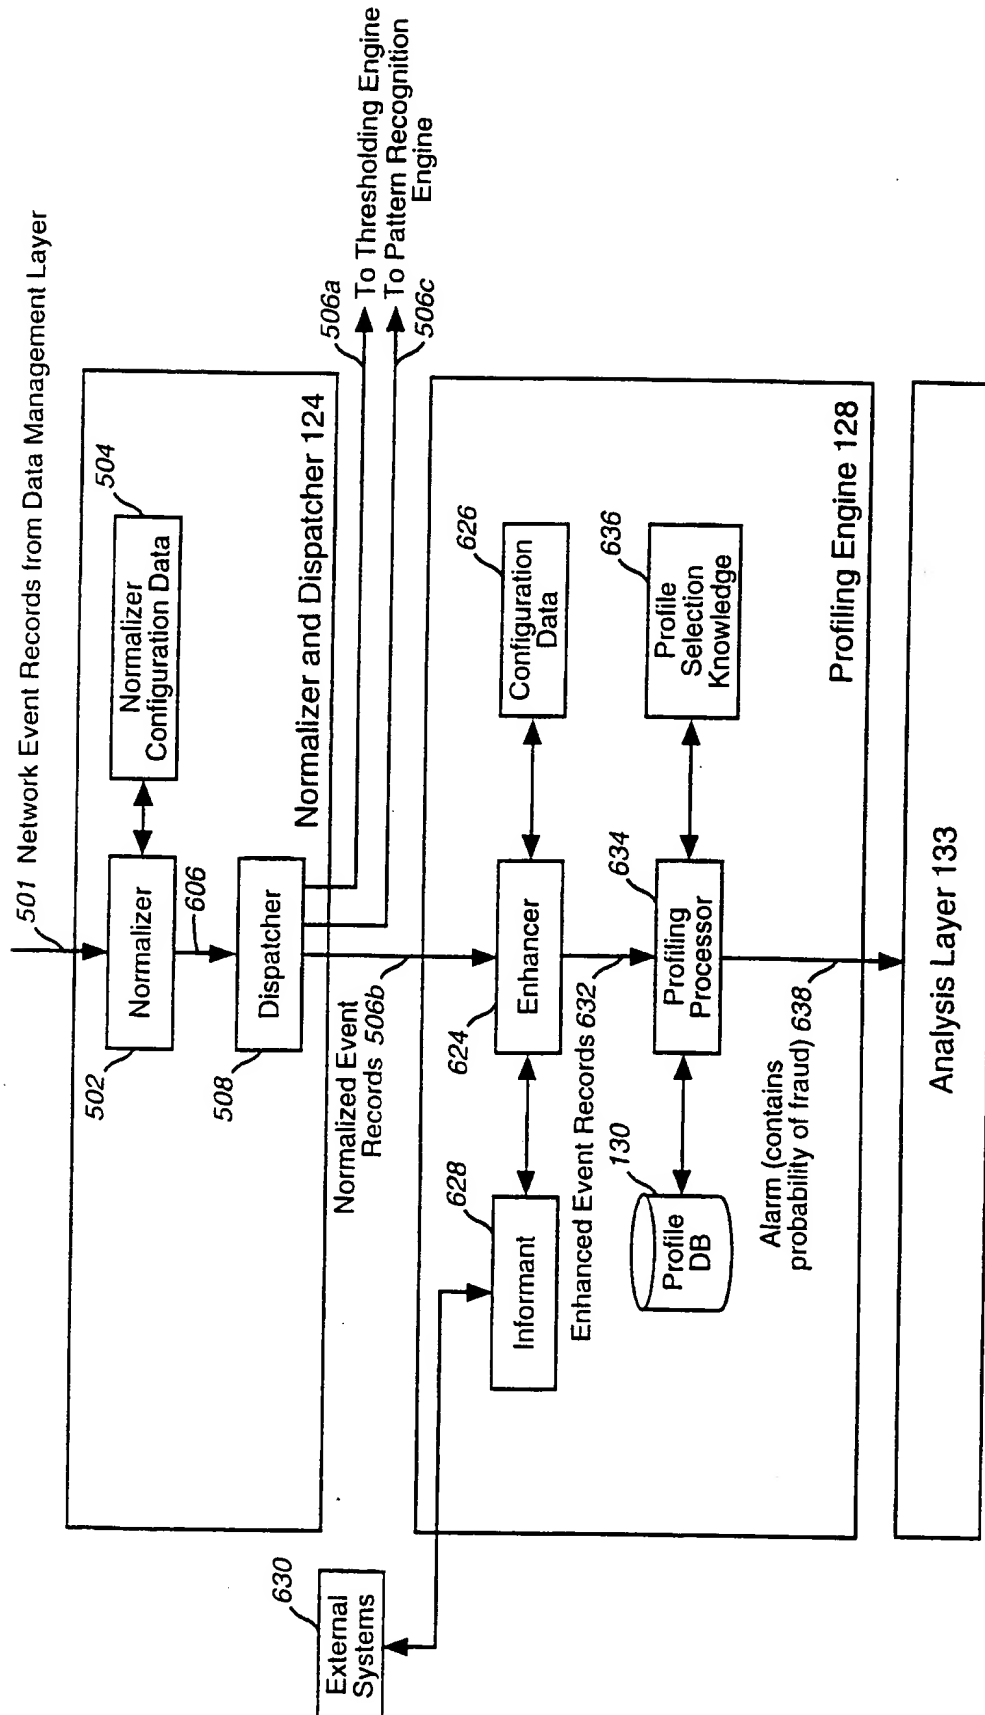 501 Network Event Records from Data Management Layer
502
Normalizer
Normalizer
Configuration Data
504
606
508
Dispatcher
Normalizer and Dispatcher 124
506a
To Thresholding Engine
To Pattern Recognition
Engine
506c
Normalized Event
Records 506b
630
External
Systems
628
Informant
624
Enhancer
Configuration
Data
626
Enhanced Event Records 632
130
Profile
DB
634
Profiling
Processor
636
Profile
Selection
Knowledge
Profiling Engine 128
Alarm (contains
probability of fraud) 638
Analysis Layer 133